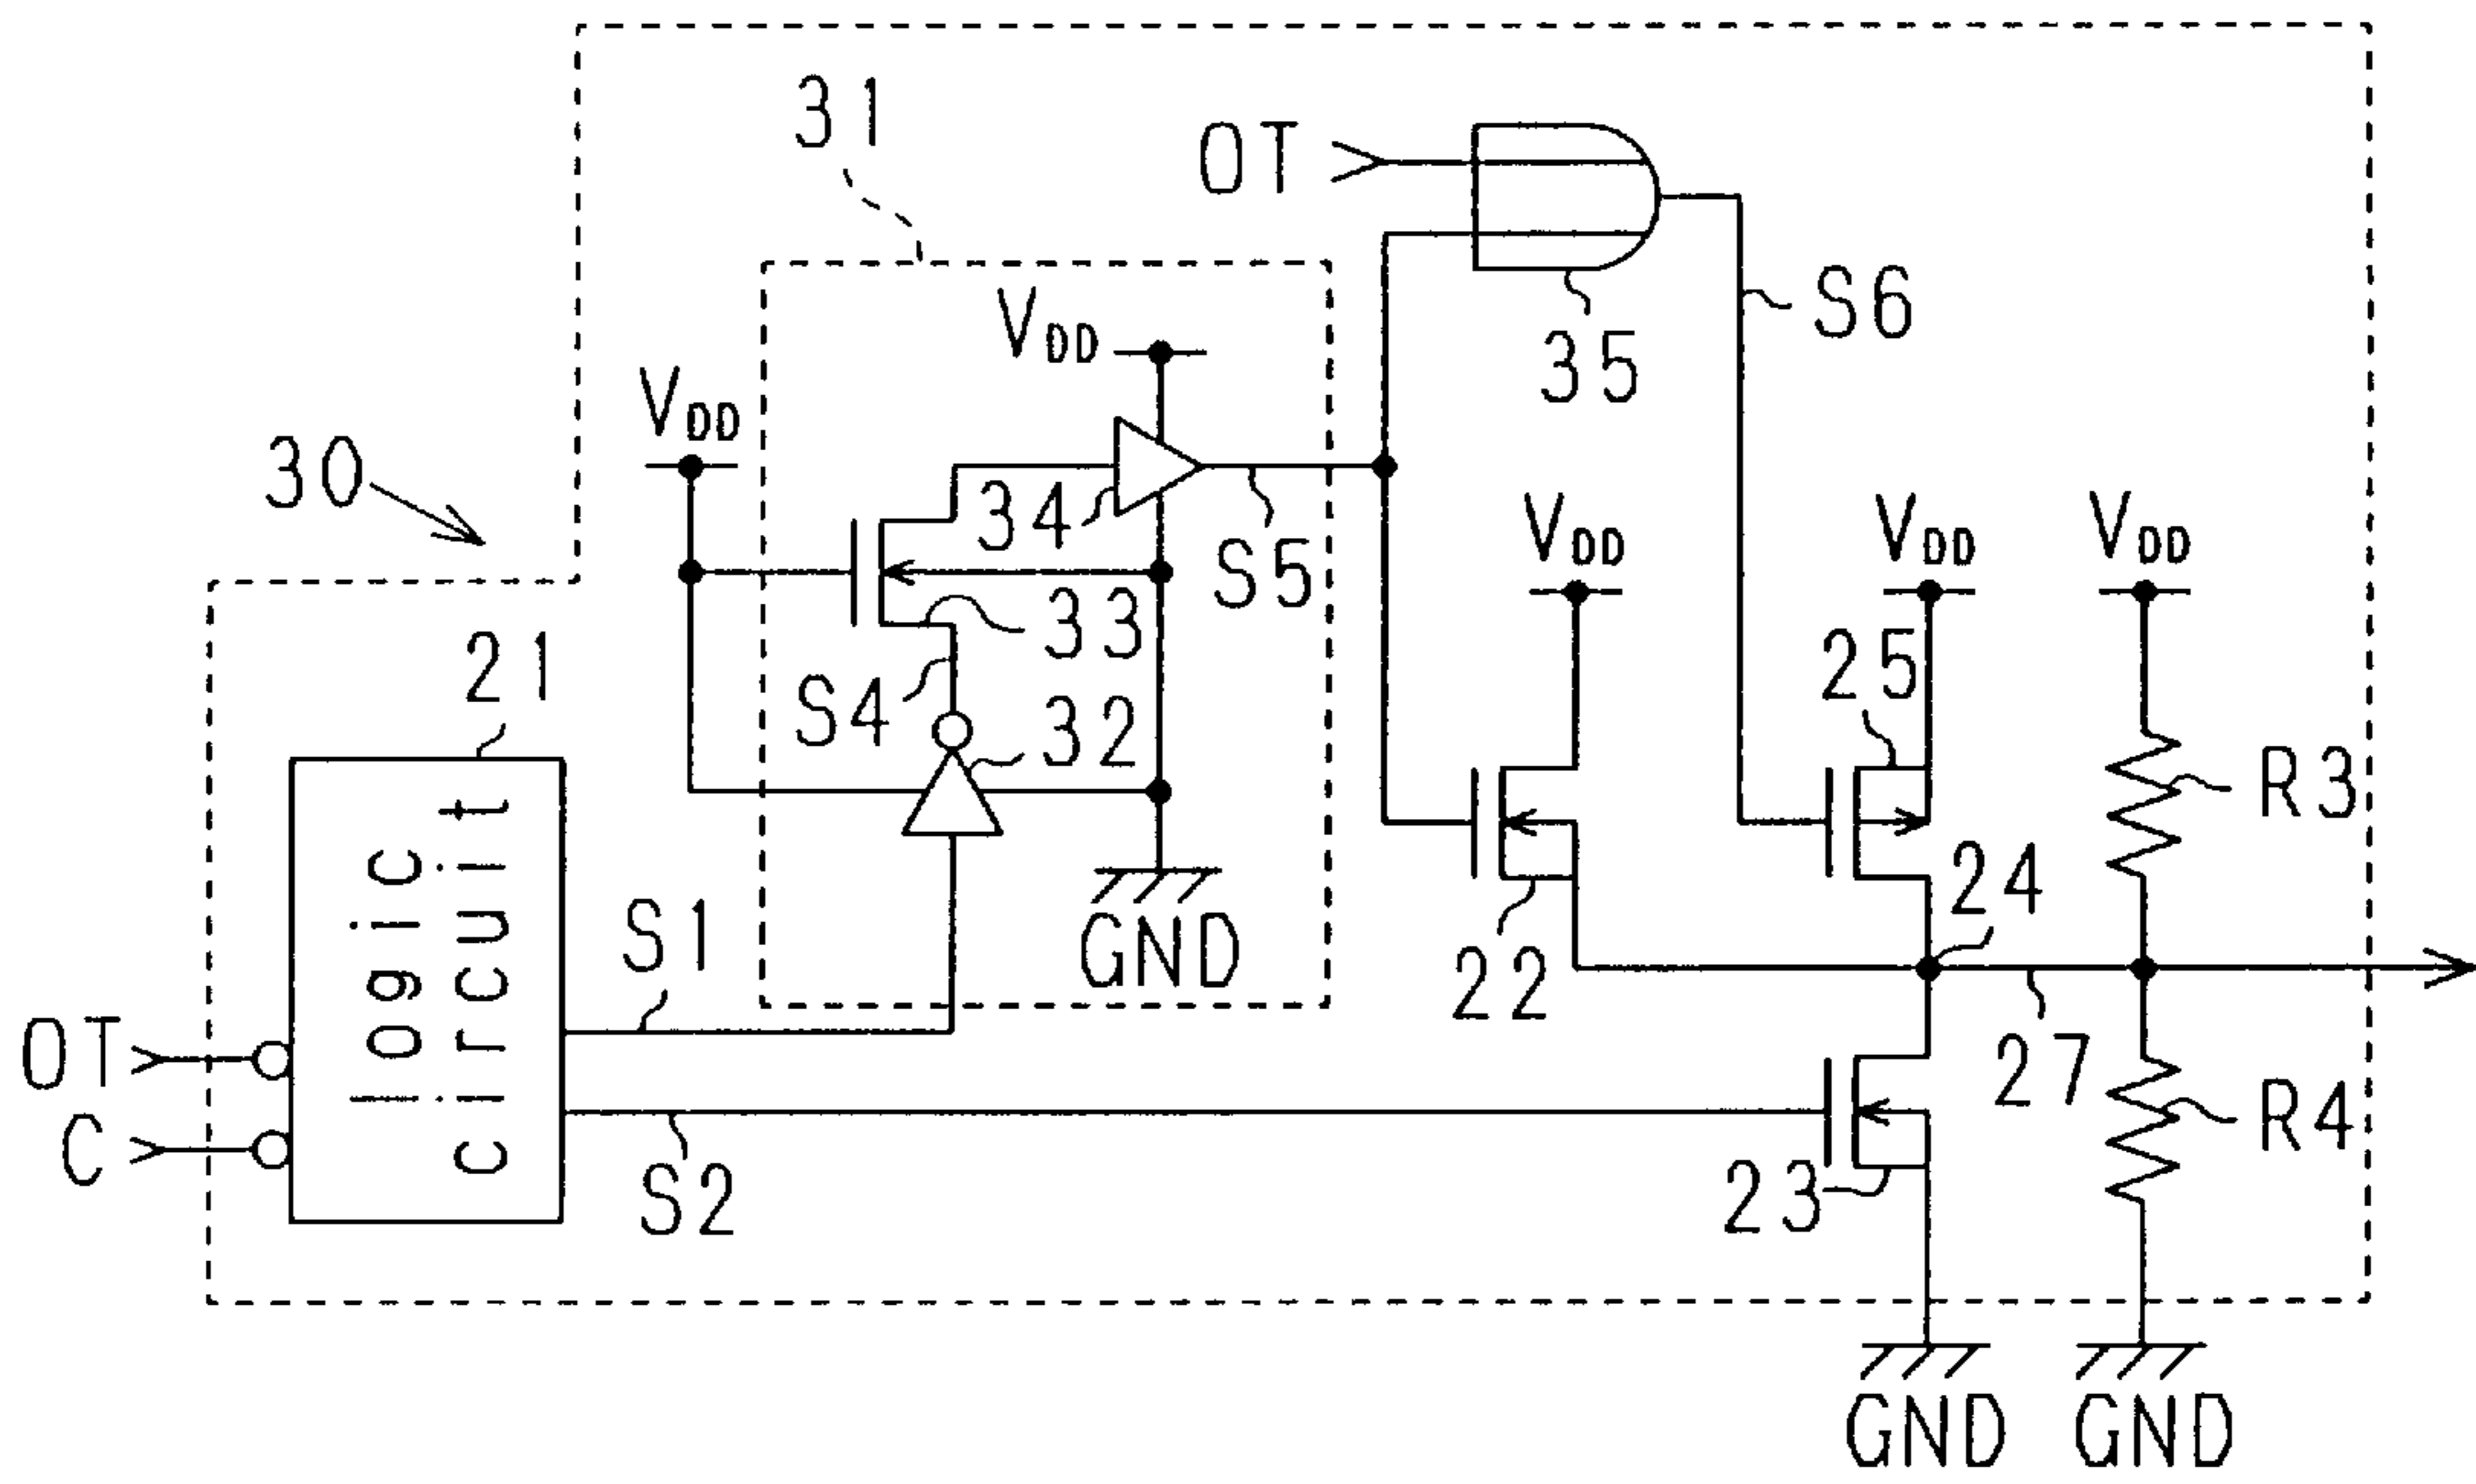 31
OT
S6
35
VDD
VDD
30
34
S5
VDD
VDD
VDD
33
21
25
S4
32
R3
24
logic
circuit
S1
GND
22
OT
27
C
R4
S2
23
GND
GND